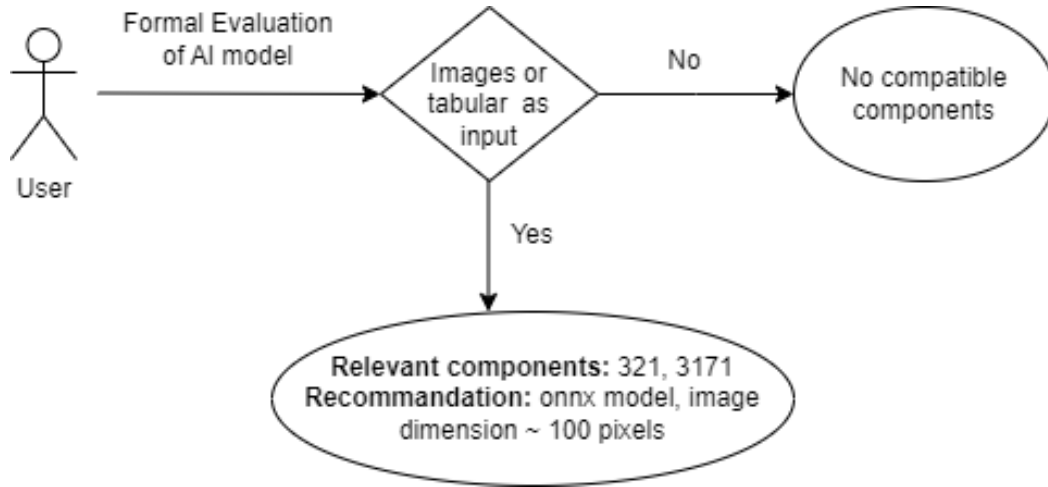 Formal Evaluation
of AI model
User
Images or
tabular as
input
No
No compatible
components
Yes
Relevant components: 321, 3171
Recommandation: onnx model, image
dimension ~ 100 pixels